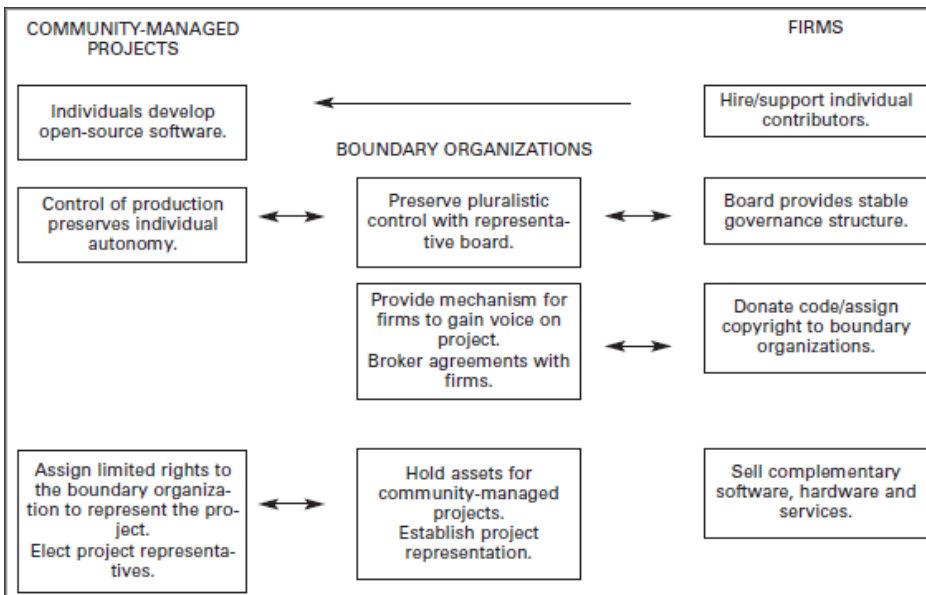 COMMUNITY-MANAGED
PROJECTS
FIRMS
Individuals develop
open-source software.
Hire/support individual
contributors.
BOUNDARY ORGANIZATIONS
Control of production
preserves individual
autonomy.
Preserve pluralistic
control with representa-
tive board.
Board provides stable
governance structure.
Provide mechanism for
firms to gain voice on
project.
Broker agreements with
firms.
Donate code/assign
copyright to boundary
organizations.
Assign limited rights to
the boundary organiza-
tion to represent the pro-
ject.
Elect project representa-
tives.
Hold assets for
community-managed
projects.
Establish project
representation.
Sell complementary
software, hardware and
services.